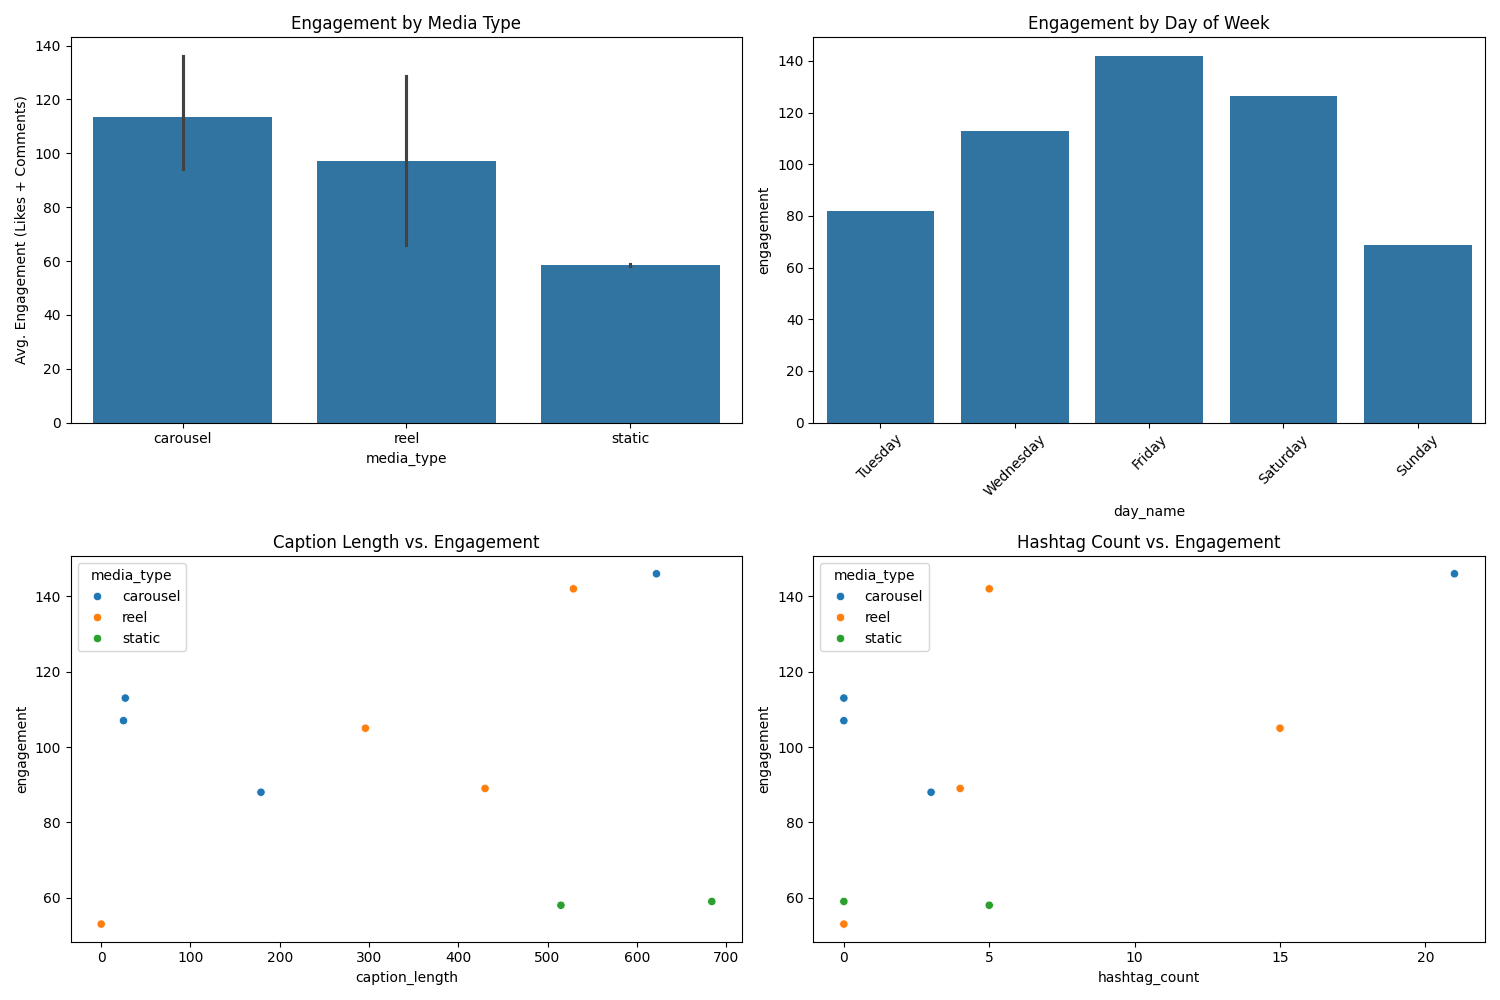 Engagement by Media Type
Avg. Engagement (Likes + Comments)
140
120
100
80
60
40
20
0
carousel reel static
media_type
Engagement by Day of Week
engagement
140
120
100
80
60
40
20
0
Tuesday Wednesday Friday Saturday Sunday
day_name
Caption Length vs. Engagement
media_type
carousel
reel
static
engagement
140
120
100
80
60
0 100 200 300 400 500 600 700
caption_length
Hashtag Count vs. Engagement
media_type
carousel
reel
static
engagement
140
120
100
80
60
0 5 10 15 20
hashtag_count